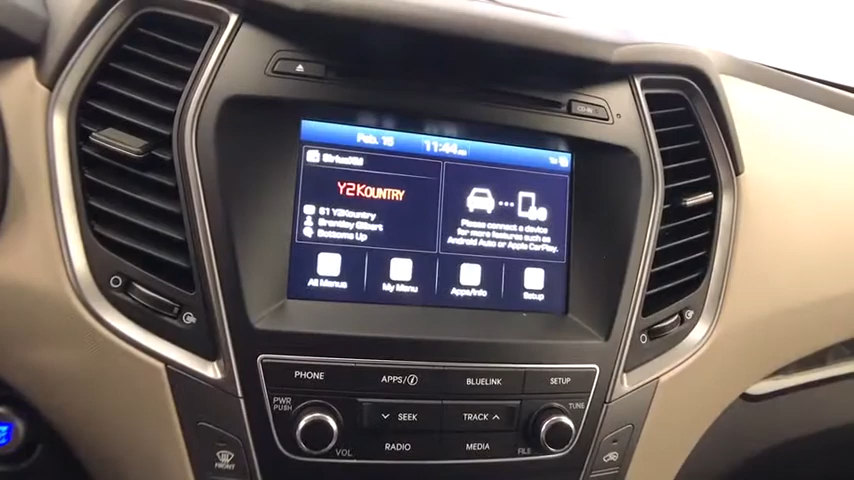 CD-IN
Feb. 15 11:44 AM
SiriusXM
Y2KOUNTRY
61 Y2Kountry
Brantley Gilbert
Bottoms Up
Please connect a device
for more features such as
Android Auto or Apple CarPlay.
All Menus My Menu Apps/Info Setup
PHONE APPS/ BLUELINK SETUP
PWR
PUSH
TUNE
SEEK TRACK
RADIO MEDIA
VOL FILE
FRONT